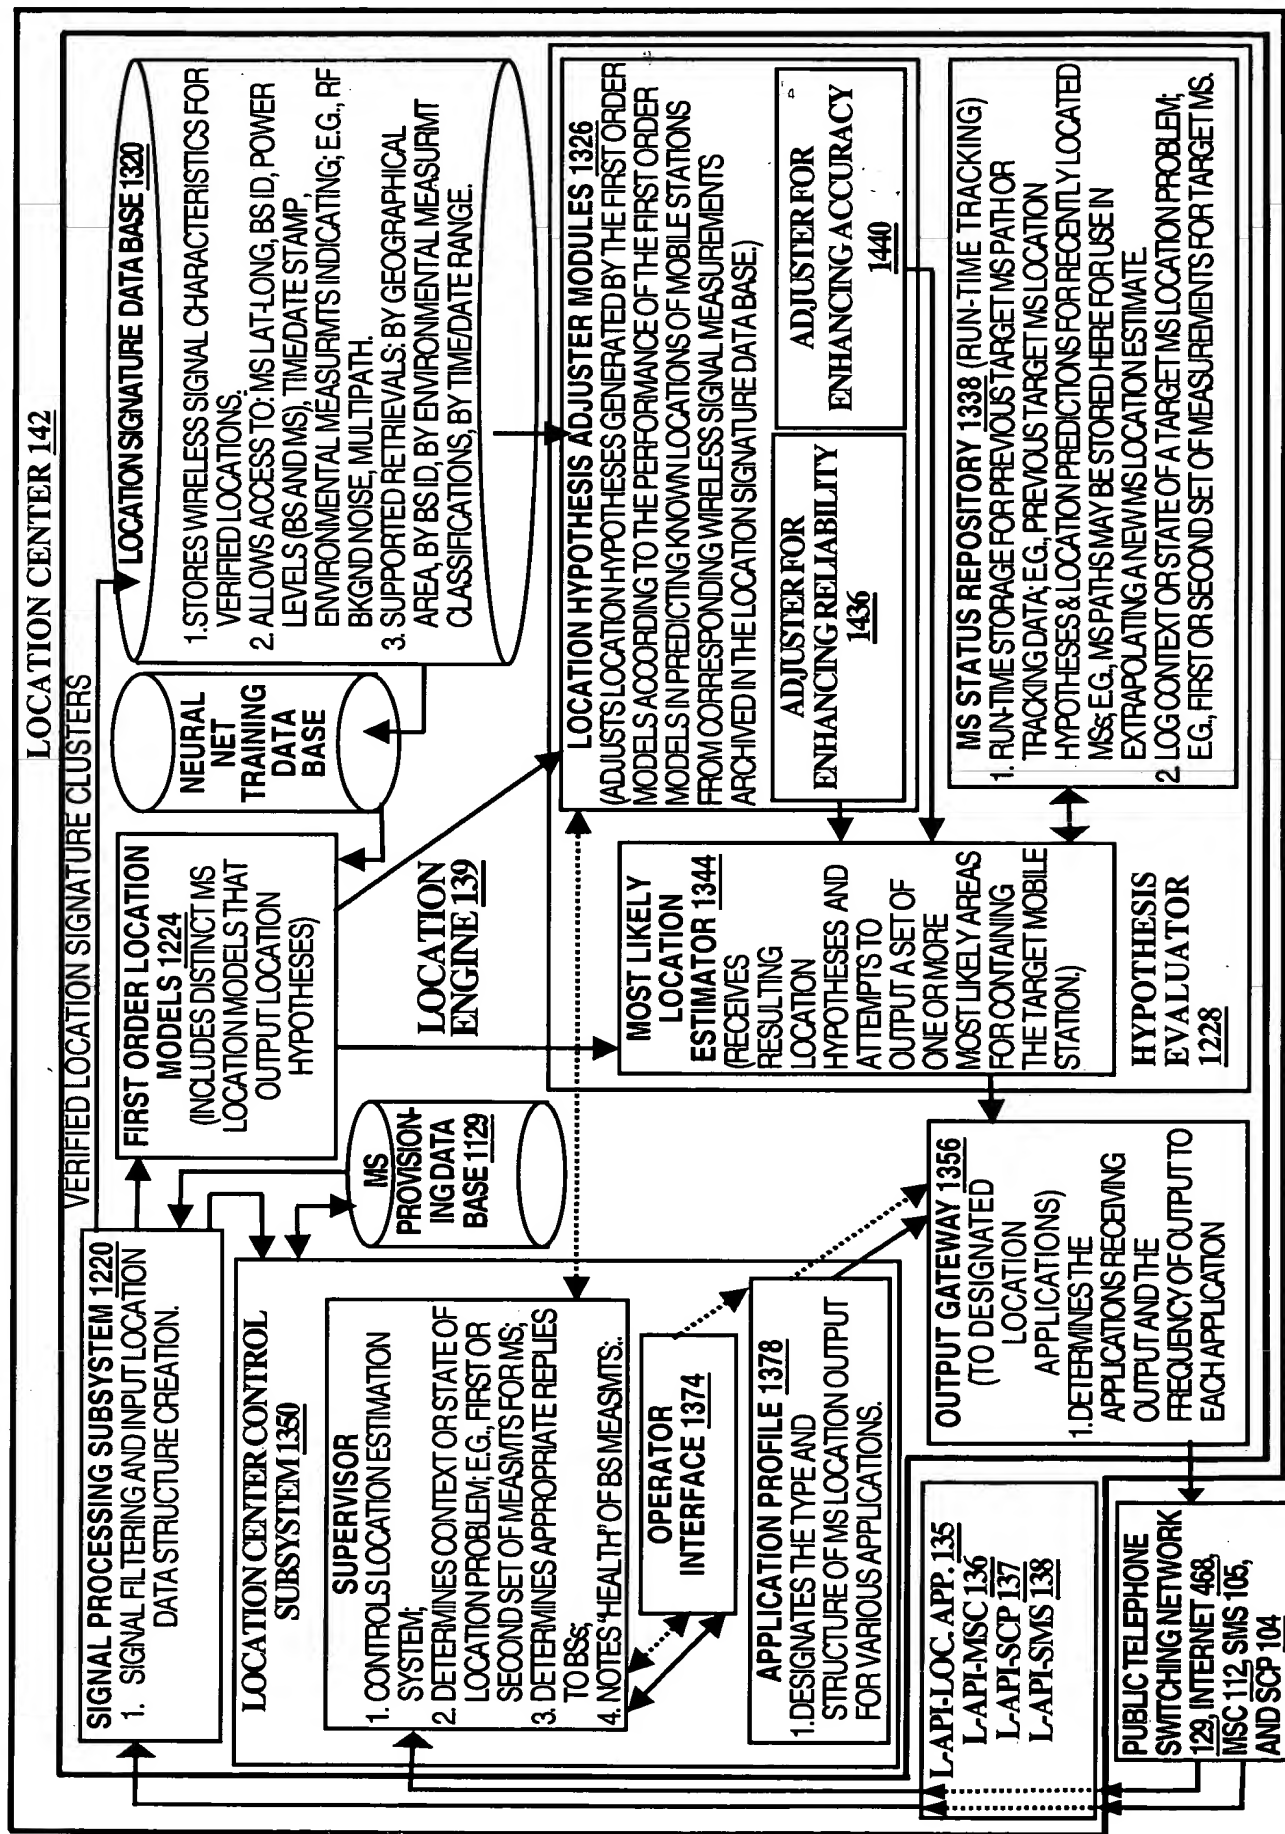 LOCATION CENTER 142
VERIFIED LOCATION SIGNATURE CLUSTERS
SIGNAL PROCESSING SUBSYSTEM 1220
1. SIGNAL FILTERING AND INPUT LOCATION
DATA STRUCTURE CREATION.
FIRST ORDER LOCATION
MODELS 1224
(INCLUDES DISTINCT MS
LOCATION MODELS THAT
OUTPUT LOCATION
HYPOTHESES)
NEURAL
NET
TRAINING
DATA
BASE
LOCATION SIGNATURE DATA BASE 1320
1. STORES WIRELESS SIGNAL CHARACTERISTICS FOR
VERIFIED LOCATIONS.
2. ALLOWS ACCESS TO: MS LAT-LONG, BS ID, POWER
LEVELS (BS AND MS), TIME/DATE STAMP,
ENVIRONMENTAL MEASURMTS INDICATING; E.G., RF
BKGND NOISE, MULTIPATH.
3. SUPPORTED RETRIEVALS: BY GEOGRAPHICAL
AREA, BY BS ID, BY ENVIRONMENTAL MEASURMT
CLASSIFICATIONS, BY TIME/DATE RANGE.
LOCATION CENTER CONTROL
SUBSYSTEM 1350
SUPERVISOR
1. CONTROLS LOCATION ESTIMATION
SYSTEM;
2. DETERMINES CONTEXT OR STATE OF
LOCATION PROBLEM; E.G., FIRST OR
SECOND SET OF MEASMTS FOR MS;
3. DETERMINES APPROPRIATE REPLIES
TO BSs;
4. NOTES "HEALTH' OF BS MEASMTS:.
MS
PROVISION-
ING DATA
BASE 1129
LOCATION
ENGINE 139
LOCATION HYPOTHESIS ADJUSTER MODULES 1326
(ADJUSTS LOCATION HYPOTHESES GENERATED BY THE FIRST ORDER
MODELS ACCORDING TO THE PERFORMANCE OF THE FIRST ORDER
MODELS IN PREDICTING KNOWN LOCATIONS OF MOBILE STATIONS
FROM CORRESPONDING WIRELESS SIGNAL MEASUREMENTS
ARCHIVED IN THE LOCATION SIGNATURE DATA BASE.)
ADJUSTER FOR
ENHANCING RELIABILITY
1436
ADJUSTER FOR
ENHANCING ACCURACY
1440
OPERATOR
INTERFACE 1374
APPLICATION PROFILE 1378
1. DESIGNATES THE TYPE AND
STRUCTURE OF MS LOCATION OUTPUT
FOR VARIOUS APPLICATIONS.
MOST LIKELY
LOCATION
ESTIMATOR 1344
(RECEIVES
RESULTING
LOCATION
HYPOTHESES AND
ATTEMPTS TO
OUTPUT A SET OF
ONE OR MORE
MOST LIKELY AREAS
FOR CONTAINING
THE TARGET MOBILE
STATION.)
HYPOTHESIS
EVALUATOR
1228
MS STATUS REPOSITORY 1338 (RUN-TIME TRACKING)
1. RUN-TIME STORAGE FOR PREVIOUS TARGET MS PATH OR
TRACKING DATA; E.G., PREVIOUS TARGET MS LOCATION
HYPOTHESES & LOCATION PREDICTIONS FOR RECENTLY LOCATED
MSs; E.G., MS PATHS MAY BE STORED HERE FOR USE IN
EXTRAPOLATING A NEW MS LOCATION ESTIMATE.
2. LOG CONTEXT OR STATE OF A TARGET MS LOCATION PROBLEM;
E.G., FIRST OR SECOND SET OF MEASUREMENTS FOR TARGET MS.
OUTPUT GATEWAY 1356
(TO DESIGNATED
LOCATION
APPLICATIONS)
1. DETERMINES THE
APPLICATIONS RECEIVING
OUTPUT AND THE
FREQUENCY OF OUTPUT TO
EACH APPLICATION
L-API-LOC. APP. 135
L-API-MSC 136
L-API-SCP 137
L-API-SMS 138
PUBLIC TELEPHONE
SWITCHING NETWORK
129, INTERNET 468,
MSC 112, SMS 105,
AND SCP 104